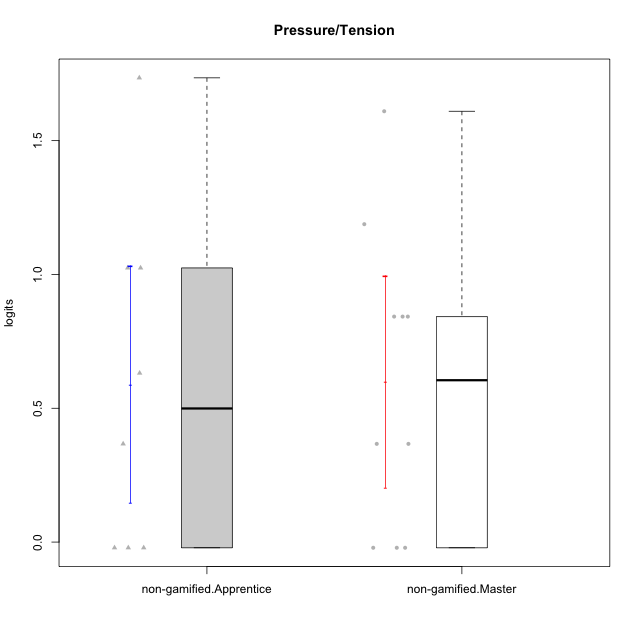 Pressure/Tension
logits
1.5
1.0
0.5
0.0
non-gamified.Apprentice
non-gamified.Master